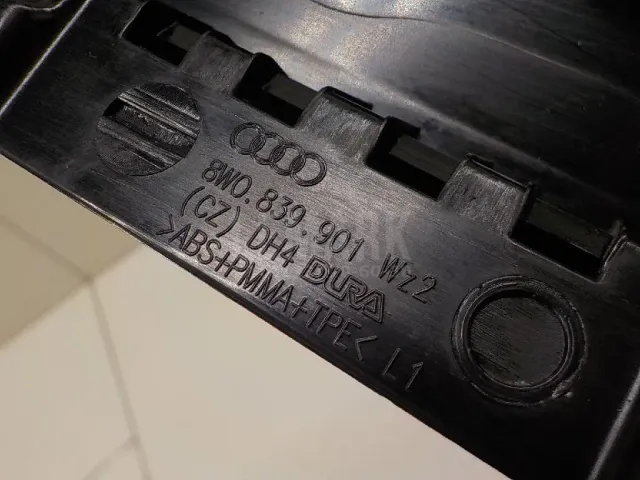 8W0.839.901 Wz2
(CZ) DH4 DURA
>ABS+PMMA+TPE< L1